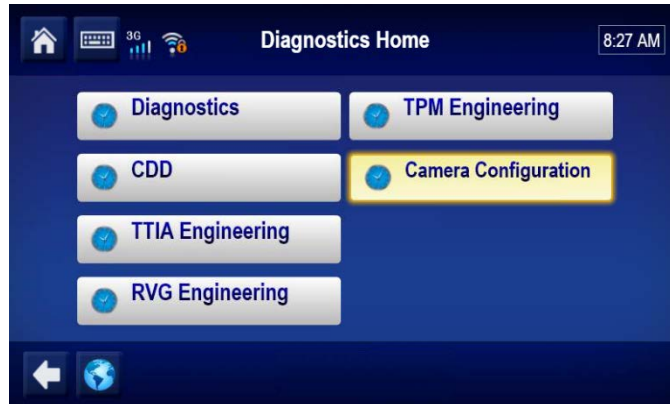 3G
Diagnostics Home
8:27 AM
Diagnostics
TPM Engineering
CDD
Camera Configuration
TTIA Engineering
RVG Engineering